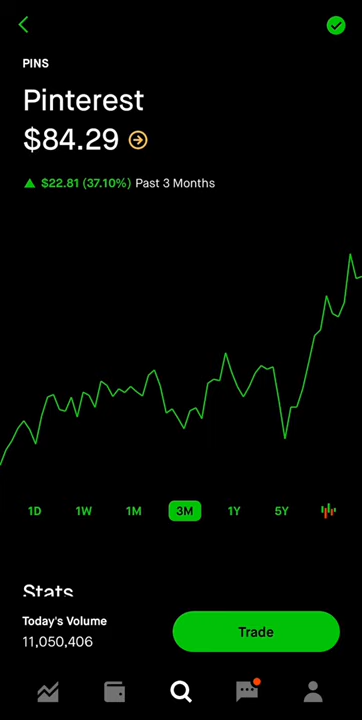 PINS
Pinterest
$84.29
$22.81 (37.10%) Past 3 Months
1D 1W 1M 3M 1Y 5Y
Stats
Today's Volume
11,050,406
Trade